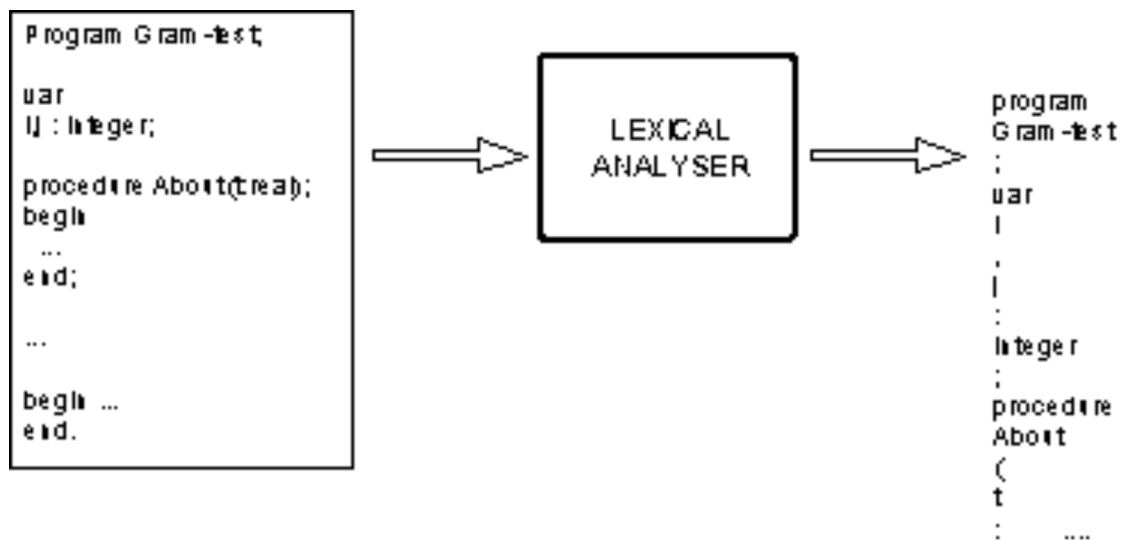 Program Gram-test;
var
i,j : integer;
procedure About(t:real);
begin
...
end;
...
begin ...
end.
LEXICAL
ANALYSER
program
Gram-test
;
var
i
,
j
:
integer
;
procedure
About
(
t
: ....